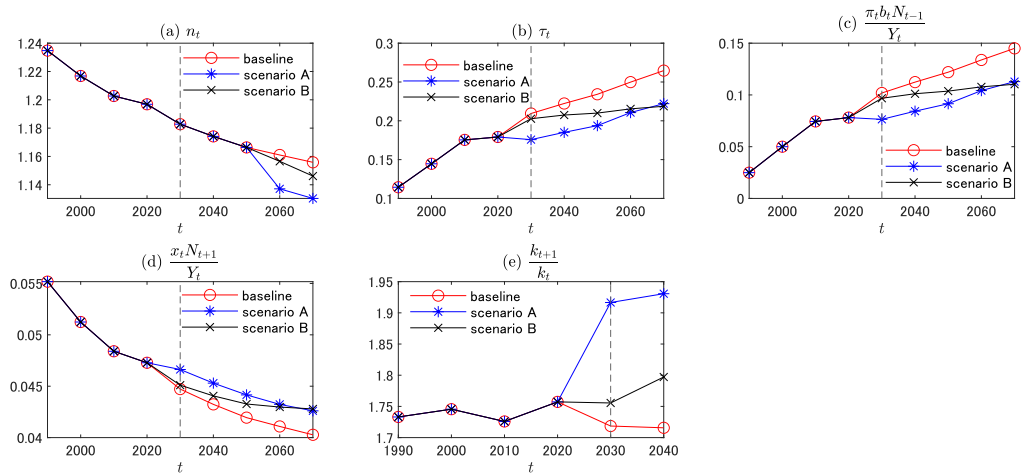 (a) n_t
1.24
1.22
1.2
1.18
1.16
1.14
2000 2020 2040 2060
t
baseline
scenario A
scenario B
(b) τ_t
0.3
0.25
0.2
0.15
0.1
2000 2020 2040 2060
t
baseline
scenario A
scenario B
(c) π_t b_t N_{t−1} / Y_t
0.15
0.1
0.05
0
2000 2020 2040 2060
t
baseline
scenario A
scenario B
(d) x_t N_{t+1} / Y_t
0.055
0.05
0.045
0.04
2000 2020 2040 2060
t
baseline
scenario A
scenario B
(e) k_{t+1} / k_t
1.95
1.9
1.85
1.8
1.75
1.7
1990 2000 2010 2020 2030 2040
t
baseline
scenario A
scenario B